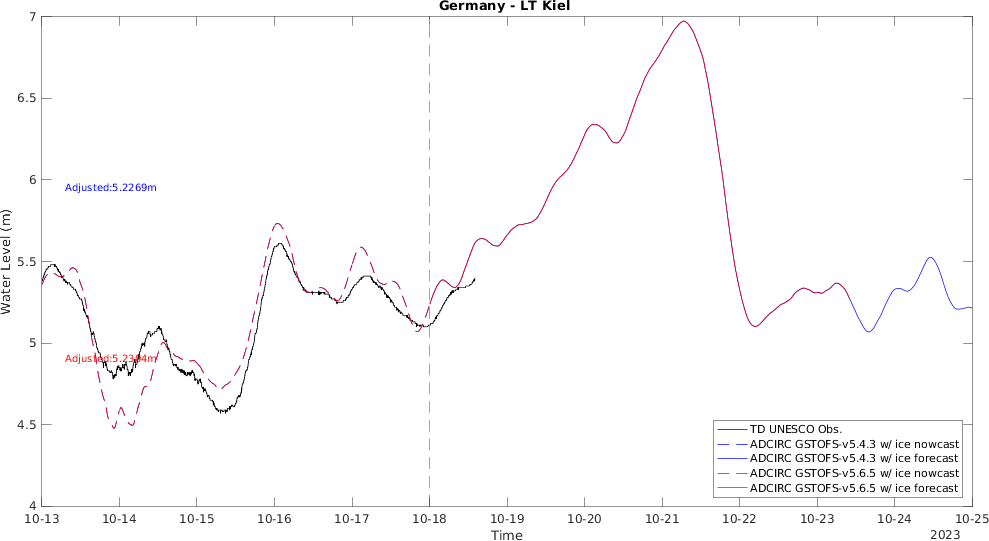 Germany - LT Kiel
7
6.5
6
5.5
5
4.5
4
Water Level (m)
Adjusted:5.2269m
Adjusted:5.2394m
TD UNESCO Obs.
ADCIRC GSTOFS-v5.4.3 w/ ice nowcast
ADCIRC GSTOFS-v5.4.3 w/ ice forecast
ADCIRC GSTOFS-v5.6.5 w/ ice nowcast
ADCIRC GSTOFS-v5.6.5 w/ ice forecast
10-13 10-14 10-15 10-16 10-17 10-18 10-19 10-20 10-21 10-22 10-23 10-24 10-25
Time
2023